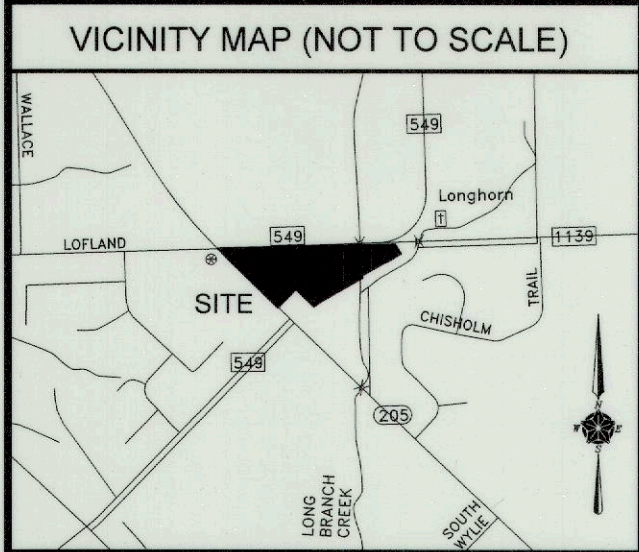 VICINITY MAP (NOT TO SCALE)
WALLACE
549
Longhorn
549
1139
LOFLAND
SITE
TRAIL
CHISHOLM
549
205
N
W
E
S
LONG
BRANCH
CREEK
SOUTH
WYLIE